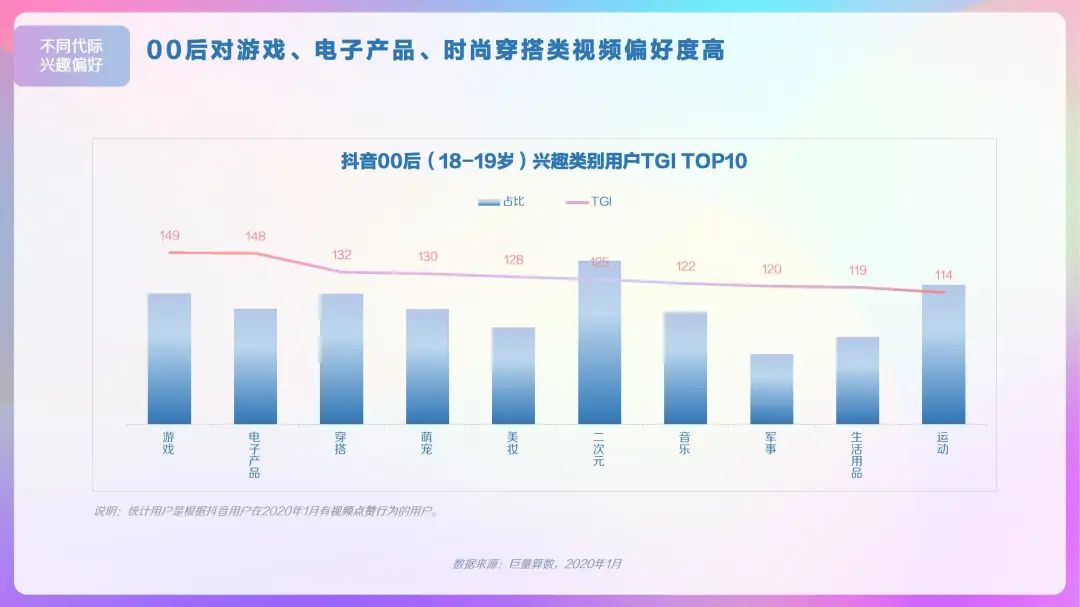 不同代际
兴趣偏好
00后对游戏、电子产品、时尚穿搭类视频偏好度高
抖音00后（18-19岁）兴趣类别用户TGI TOP10
占比 TGI
149 148 132 130 128 125 122 120 119 114
游戏 电子产品 穿搭 萌宠 美妆 二次元 音乐 军事 生活用品 运动
说明：统计用户是根据抖音用户在2020年1月有视频点赞行为的用户。
数据来源：巨量算数，2020年1月